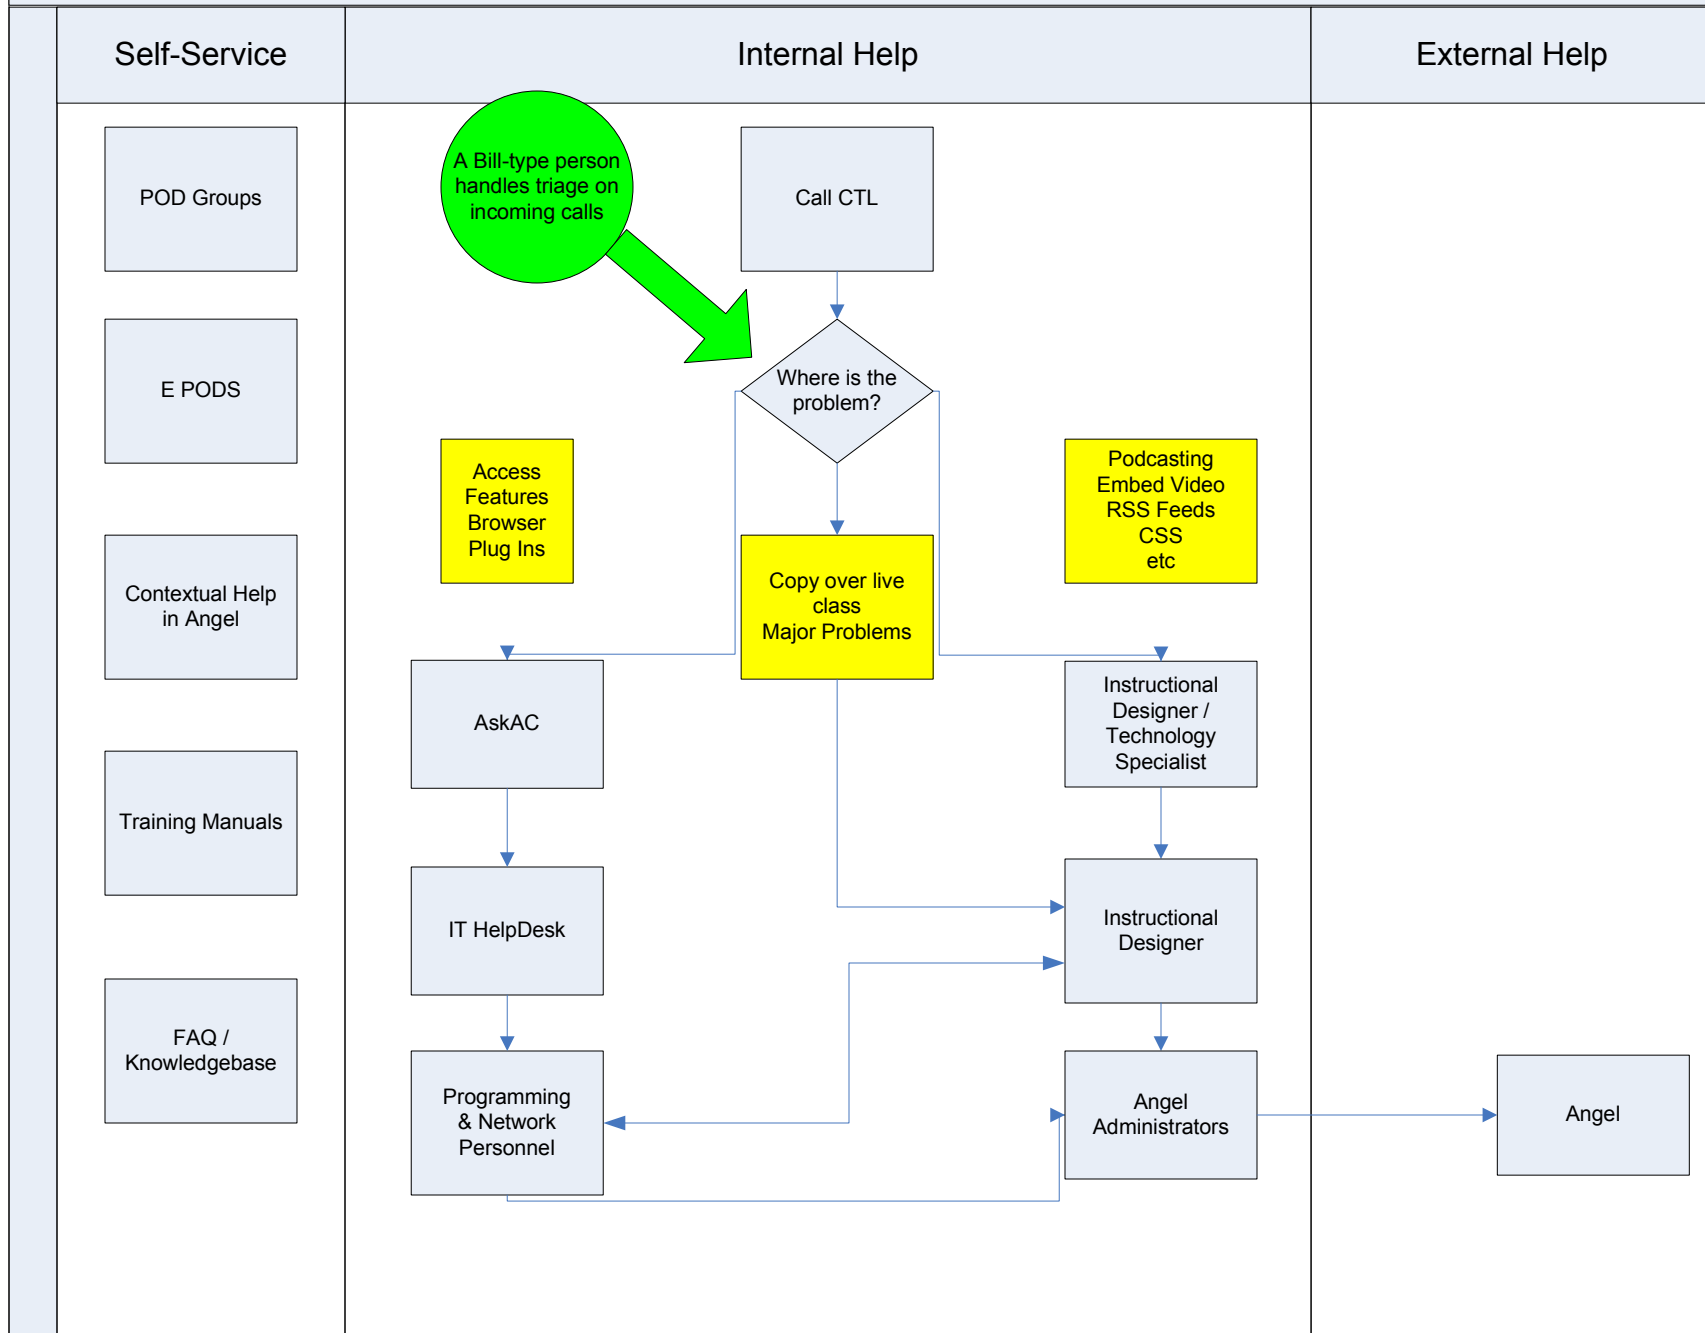 Self-Service
Internal Help
External Help
POD Groups
E PODS
Contextual Help
in Angel
Training Manuals
FAQ /
Knowledgebase
A Bill-type person
handles triage on
incoming calls
Call CTL
Where is the
problem?
Access
Features
Browser
Plug Ins
Copy over live
class
Major Problems
Podcasting
Embed Video
RSS Feeds
CSS
etc
AskAC
Instructional
Designer /
Technology
Specialist
IT HelpDesk
Instructional
Designer
Programming
& Network
Personnel
Angel
Administrators
Angel